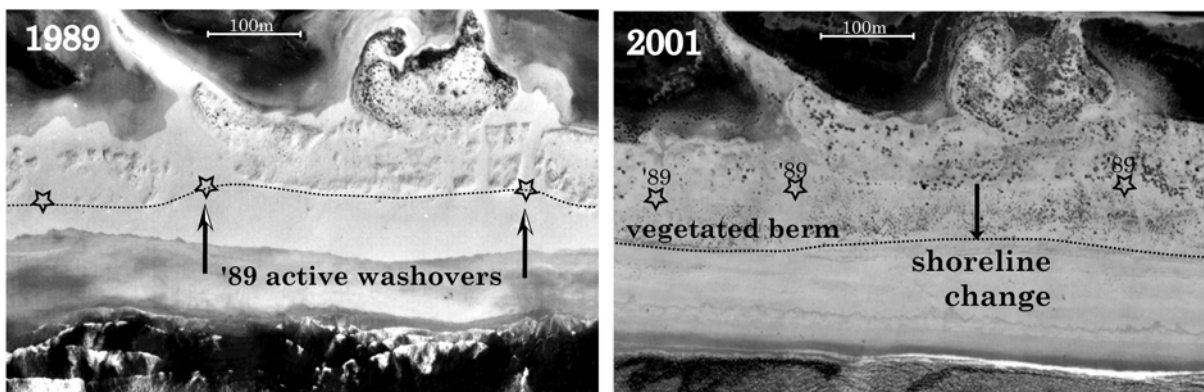 1989
100m
'89 active washovers
2001
100m
'89
'89
'89
vegetated berm
shoreline
change